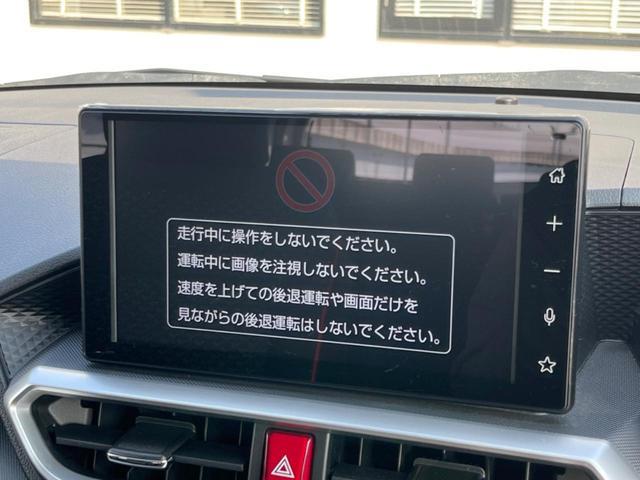 走行中に操作をしないでください。
運転中に画像を注視しないでください。
速度を上げての後退運転や画面だけを
見ながらの後退運転はしないでください。